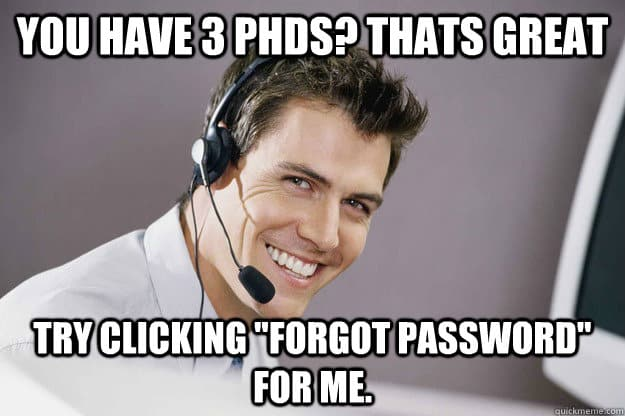 YOU HAVE 3 PHDS? THATS GREAT
TRY CLICKING "FORGOT PASSWORD"
FOR ME.
quickmeme.com